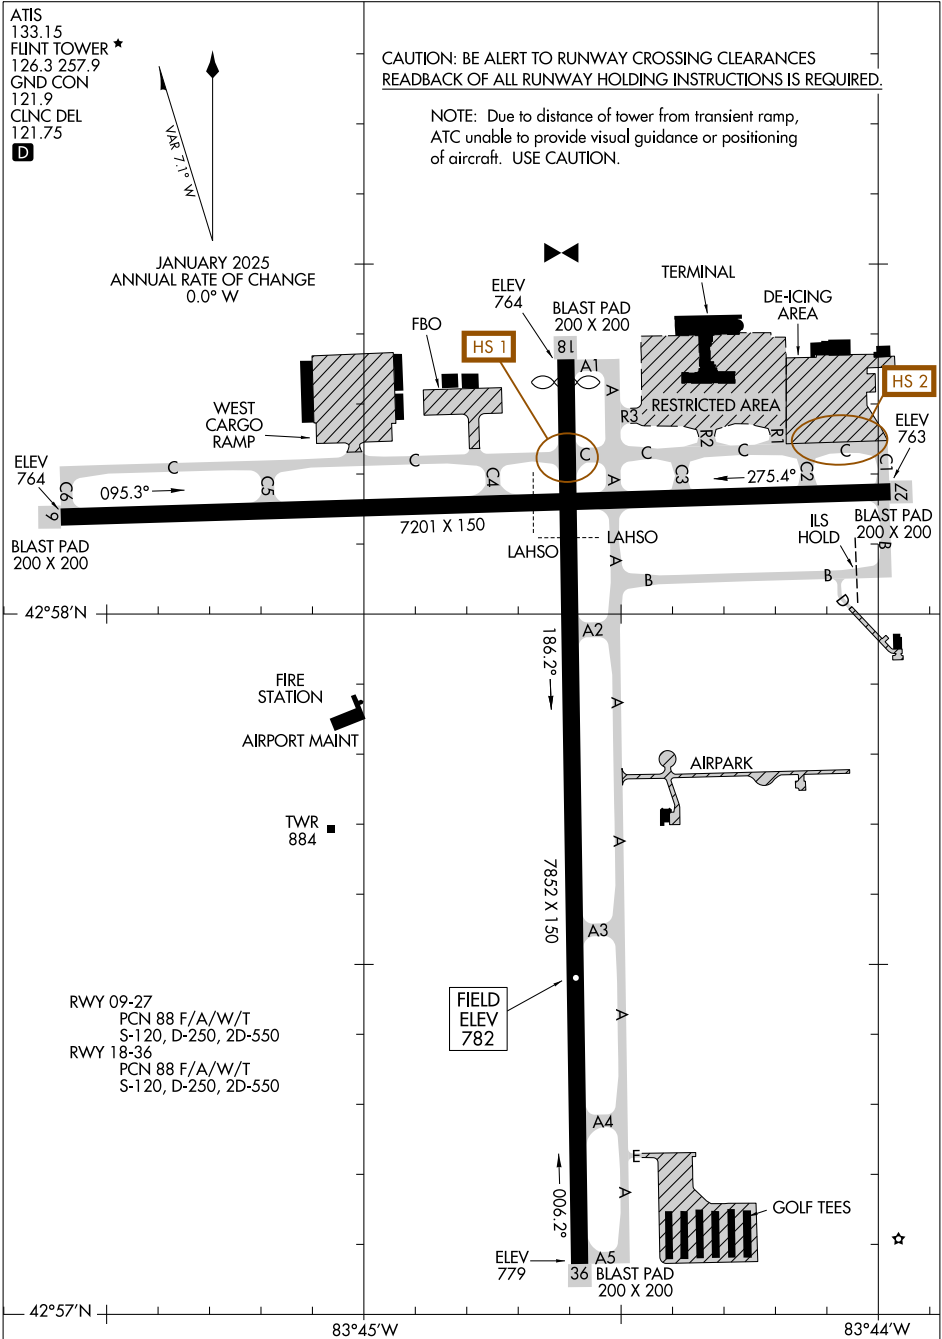 ATIS
133.15
FLINT TOWER ★
126.3 257.9
GND CON
121.9
CLNC DEL
121.75
D
VAR 7.1° W
JANUARY 2025
ANNUAL RATE OF CHANGE
0.0° W
CAUTION: BE ALERT TO RUNWAY CROSSING CLEARANCES
READBACK OF ALL RUNWAY HOLDING INSTRUCTIONS IS REQUIRED.
NOTE: Due to distance of tower from transient ramp,
ATC unable to provide visual guidance or positioning
of aircraft. USE CAUTION.
TERMINAL
ELEV
764
BLAST PAD
200 X 200
DE-ICING
AREA
FBO
HS 1
18
A1
HS 2
A
RESTRICTED AREA
WEST
CARGO
RAMP
R3
R2
R1
ELEV
763
ELEV
764
C
C
C
C
C
C
C1
C6
C5
C4
C3
C2
A
095.3°
275.4°
9
27
7201 X 150
BLAST PAD
200 X 200
ILS
HOLD
BLAST PAD
200 X 200
LAHSO
LAHSO
A
B
B
B
D
42°58'N
A2
186.2°
FIRE
STATION
A
AIRPORT MAINT
AIRPARK
TWR
884
A
7852 X 150
A3
FIELD
ELEV
782
A
RWY 09-27
PCN 88 F/A/W/T
S-120, D-250, 2D-550
RWY 18-36
PCN 88 F/A/W/T
S-120, D-250, 2D-550
A4
E
006.2°
A
GOLF TEES
ELEV
779
A5
36
BLAST PAD
200 X 200
42°57'N
83°45'W
83°44'W